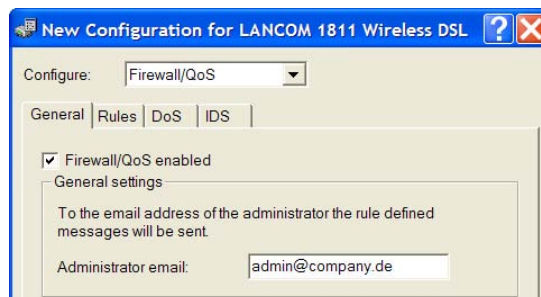 New Configuration for LANCOM 1811 Wireless DSL ?
Configure: Firewall/QoS
General Rules DoS IDS
Firewall/QoS enabled
General settings
To the email address of the administrator the rule defined
messages will be sent.
Administrator email: admin@company.de